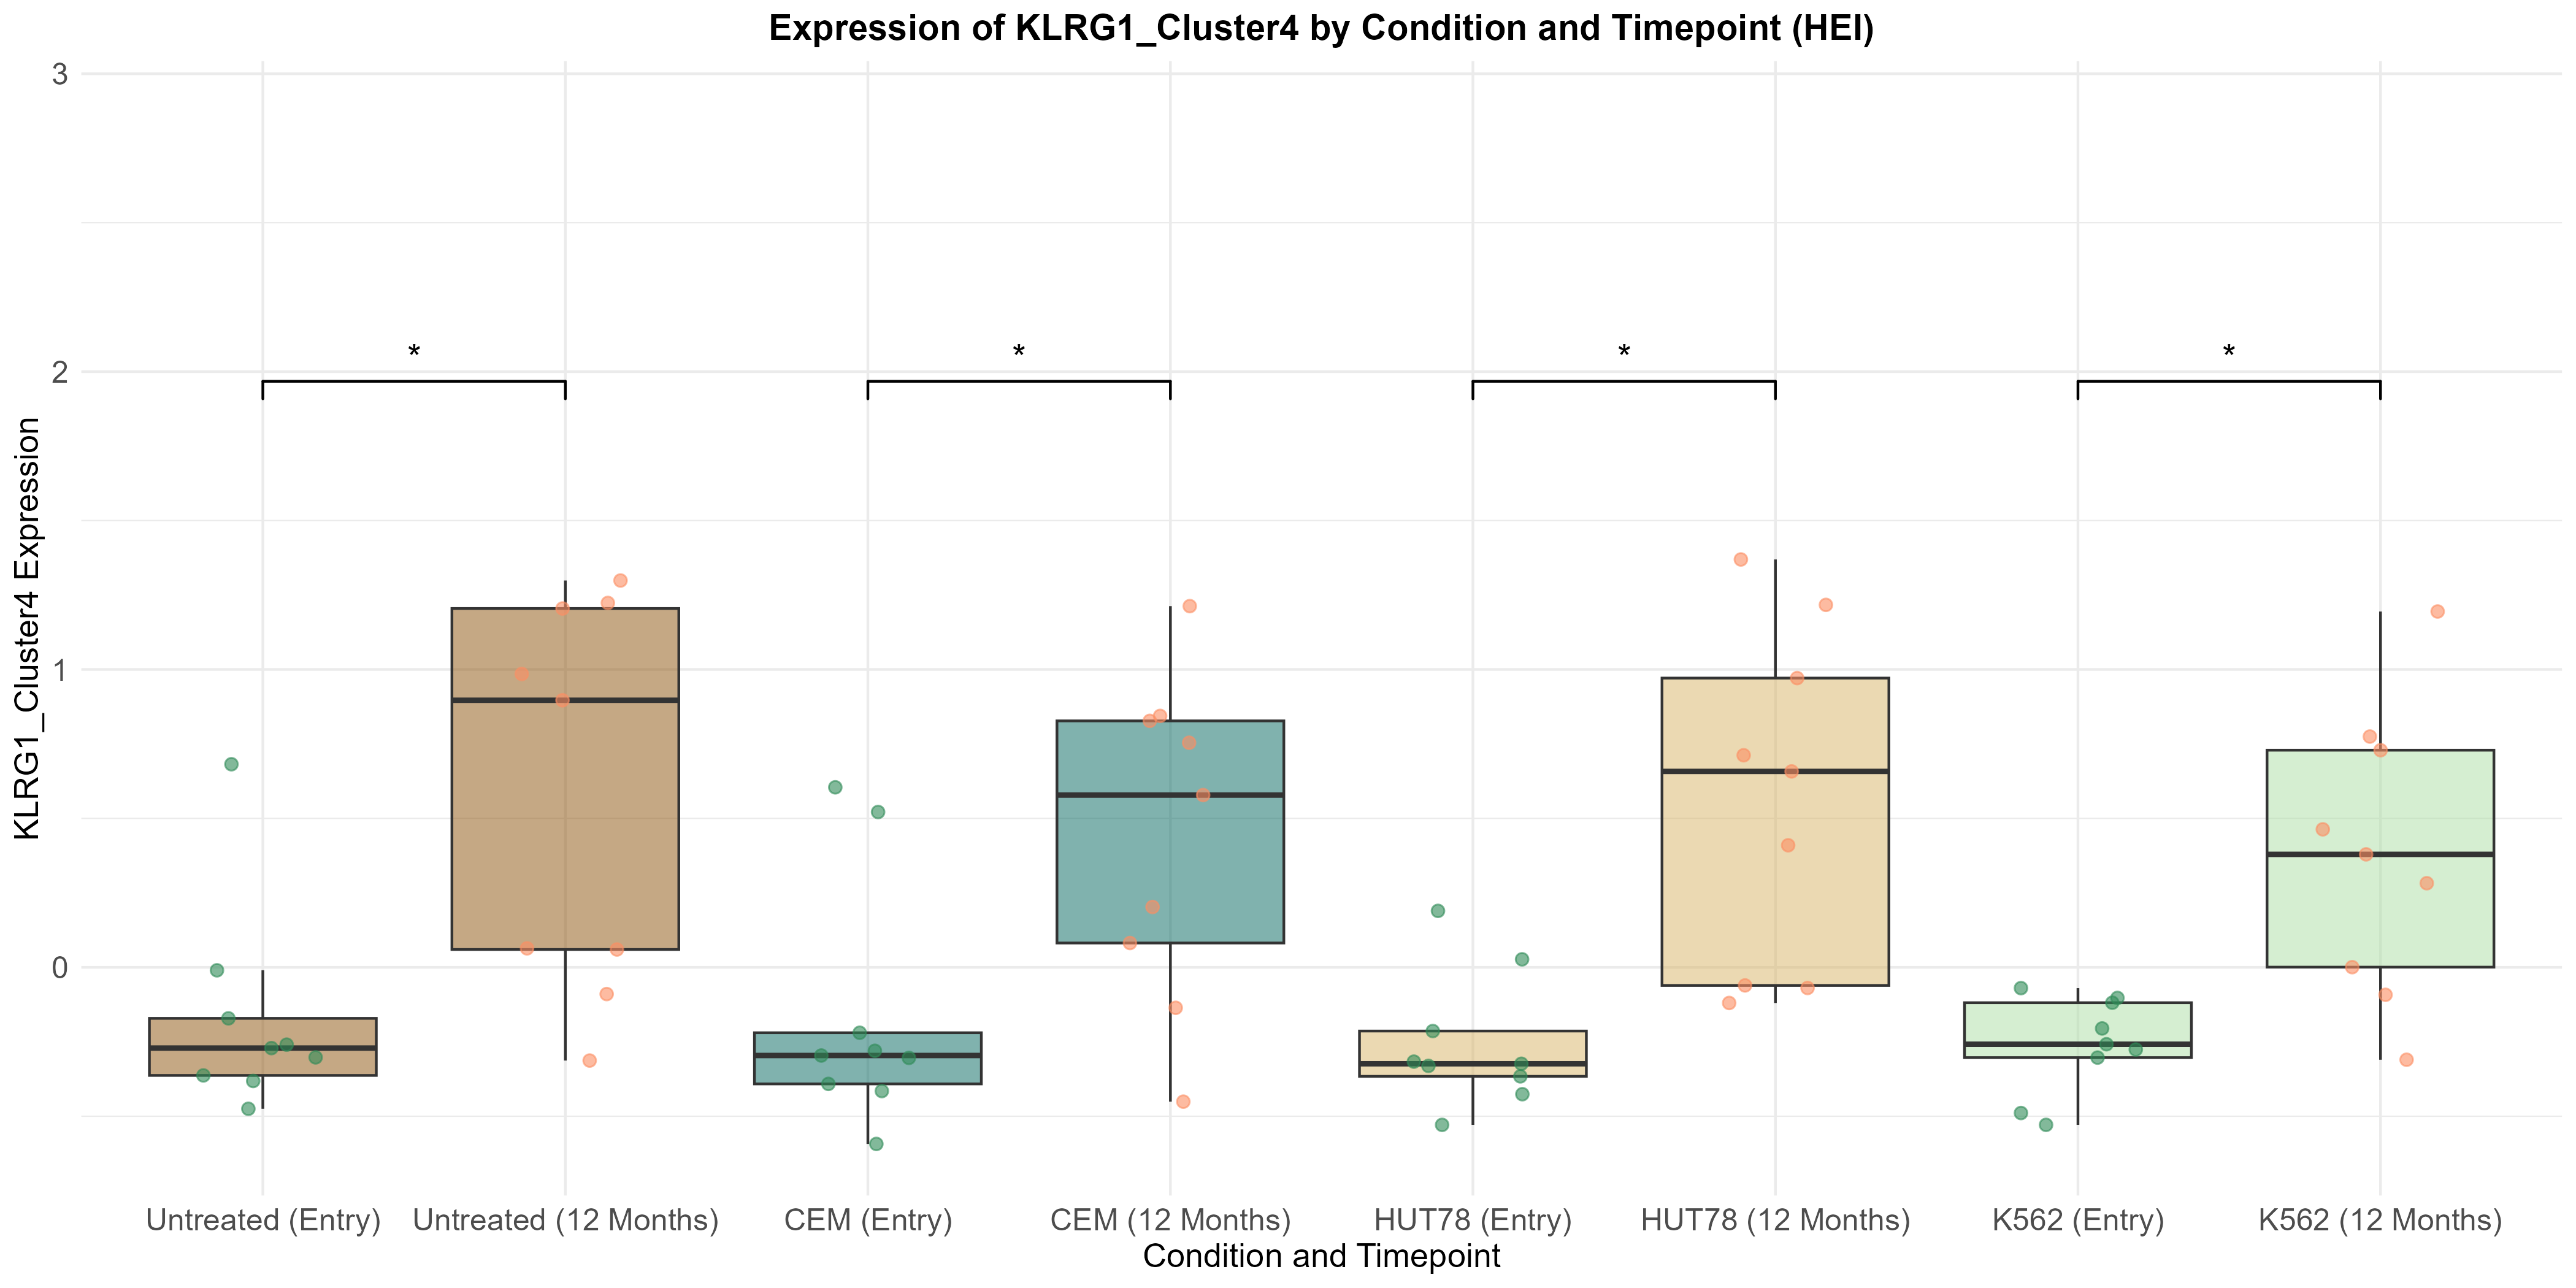 Expression of KLRG1_Cluster4 by Condition and Timepoint (HEI)
KLRG1_Cluster4 Expression
3
2
1
0
* * * *
Untreated (Entry) Untreated (12 Months) CEM (Entry) CEM (12 Months) HUT78 (Entry) HUT78 (12 Months) K562 (Entry) K562 (12 Months)
Condition and Timepoint